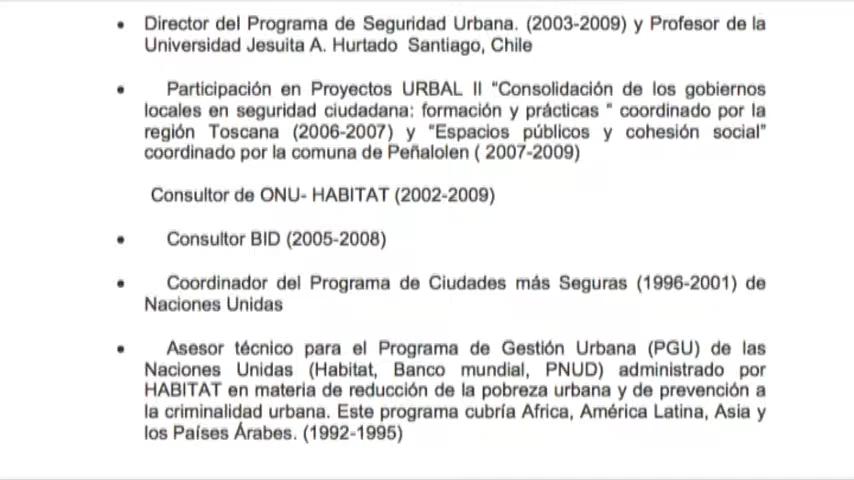 • Director del Programa de Seguridad Urbana. (2003-2009) y Profesor de la
Universidad Jesuita A. Hurtado Santiago, Chile
• Participación en Proyectos URBAL II "Consolidación de los gobiernos
locales en seguridad ciudadana: formación y prácticas " coordinado por la
región Toscana (2006-2007) y "Espacios públicos y cohesión social"
coordinado por la comuna de Peñalolen ( 2007-2009)
Consultor de ONU- HABITAT (2002-2009)
• Consultor BID (2005-2008)
• Coordinador del Programa de Ciudades más Seguras (1996-2001) de
Naciones Unidas
• Asesor técnico para el Programa de Gestión Urbana (PGU) de las
Naciones Unidas (Habitat, Banco mundial, PNUD) administrado por
HABITAT en materia de reducción de la pobreza urbana y de prevención a
la criminalidad urbana. Este programa cubría Africa, América Latina, Asia y
los Países Árabes. (1992-1995)